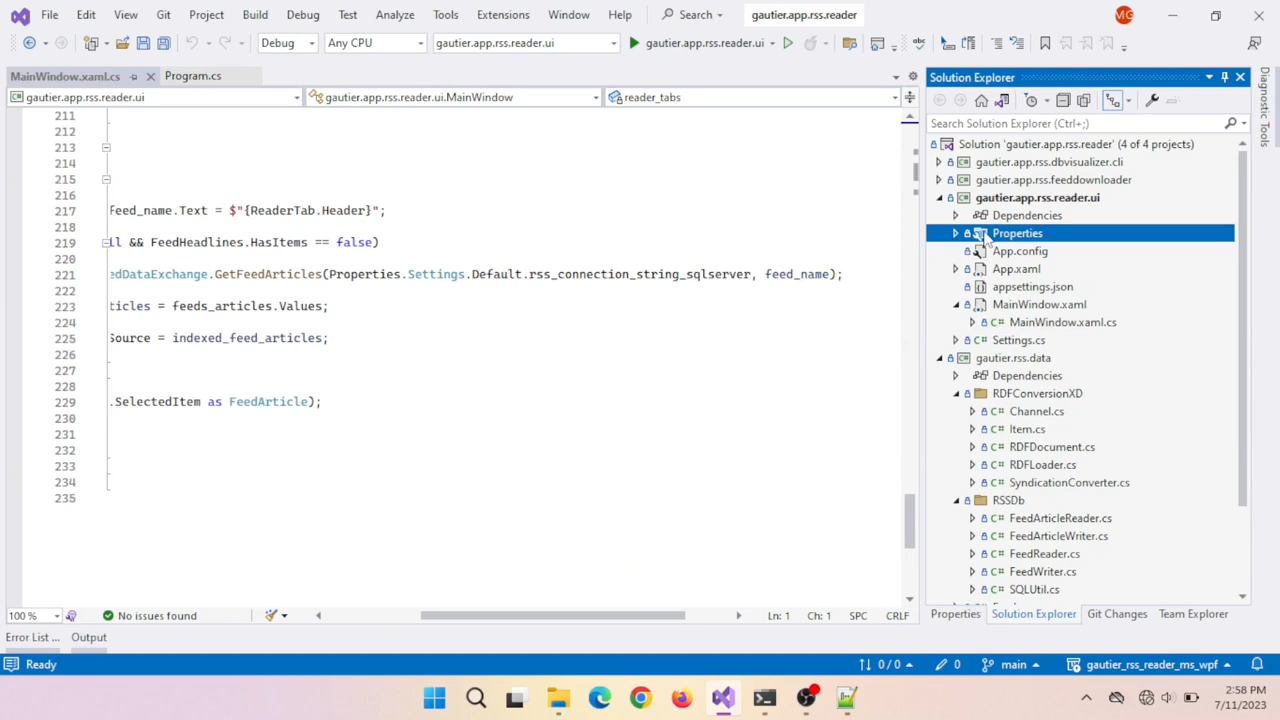 File Edit View Git Project Build Debug Test Analyze Tools Extensions Window Help Search gautier.app.rss.reader MG
Debug Any CPU gautier.app.rss.reader.ui gautier.app.rss.reader.ui
MainWindow.xaml.cs Program.cs
gautier.app.rss.reader.ui gautier.app.rss.reader.ui.MainWindow reader_tabs
211
212
213
214
215
216
217 feed_name.Text = $"{ReaderTab.Header}";
218
219 ll && FeedHeadlines.HasItems == false)
220
221 edDataExchange.GetFeedArticles(Properties.Settings.Default.rss_connection_string_sqlserver, feed_name);
222
223 ticles = feeds_articles.Values;
224
225 Source = indexed_feed_articles;
226
227
228
229 .SelectedItem as FeedArticle);
230
231
232
233
234
235
100 % No issues found Ln: 1 Ch: 1 SPC CRLF
Error List ... Output
Solution Explorer
Search Solution Explorer (Ctrl+;)
Solution 'gautier.app.rss.reader' (4 of 4 projects)
gautier.app.rss.dbvisualizer.cli
gautier.app.rss.feeddownloader
gautier.app.rss.reader.ui
Dependencies
Properties
App.config
App.xaml
appsettings.json
MainWindow.xaml
C# MainWindow.xaml.cs
C# Settings.cs
gautier.rss.data
Dependencies
RDFConversionXD
C# Channel.cs
C# Item.cs
C# RDFDocument.cs
C# RDFLoader.cs
C# SyndicationConverter.cs
RSSDb
C# FeedArticleReader.cs
C# FeedArticleWriter.cs
C# FeedReader.cs
C# FeedWriter.cs
C# SQLUtil.cs
Properties Solution Explorer Git Changes Team Explorer
Diagnostic Tools
Ready 0 / 0 0 main gautier_rss_reader_ms_wpf
2:58 PM
7/11/2023